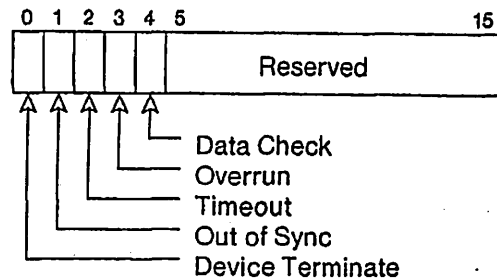 0 1 2 3 4 5 15
Reserved
Data Check
Overrun
Timeout
Out of Sync
Device Terminate